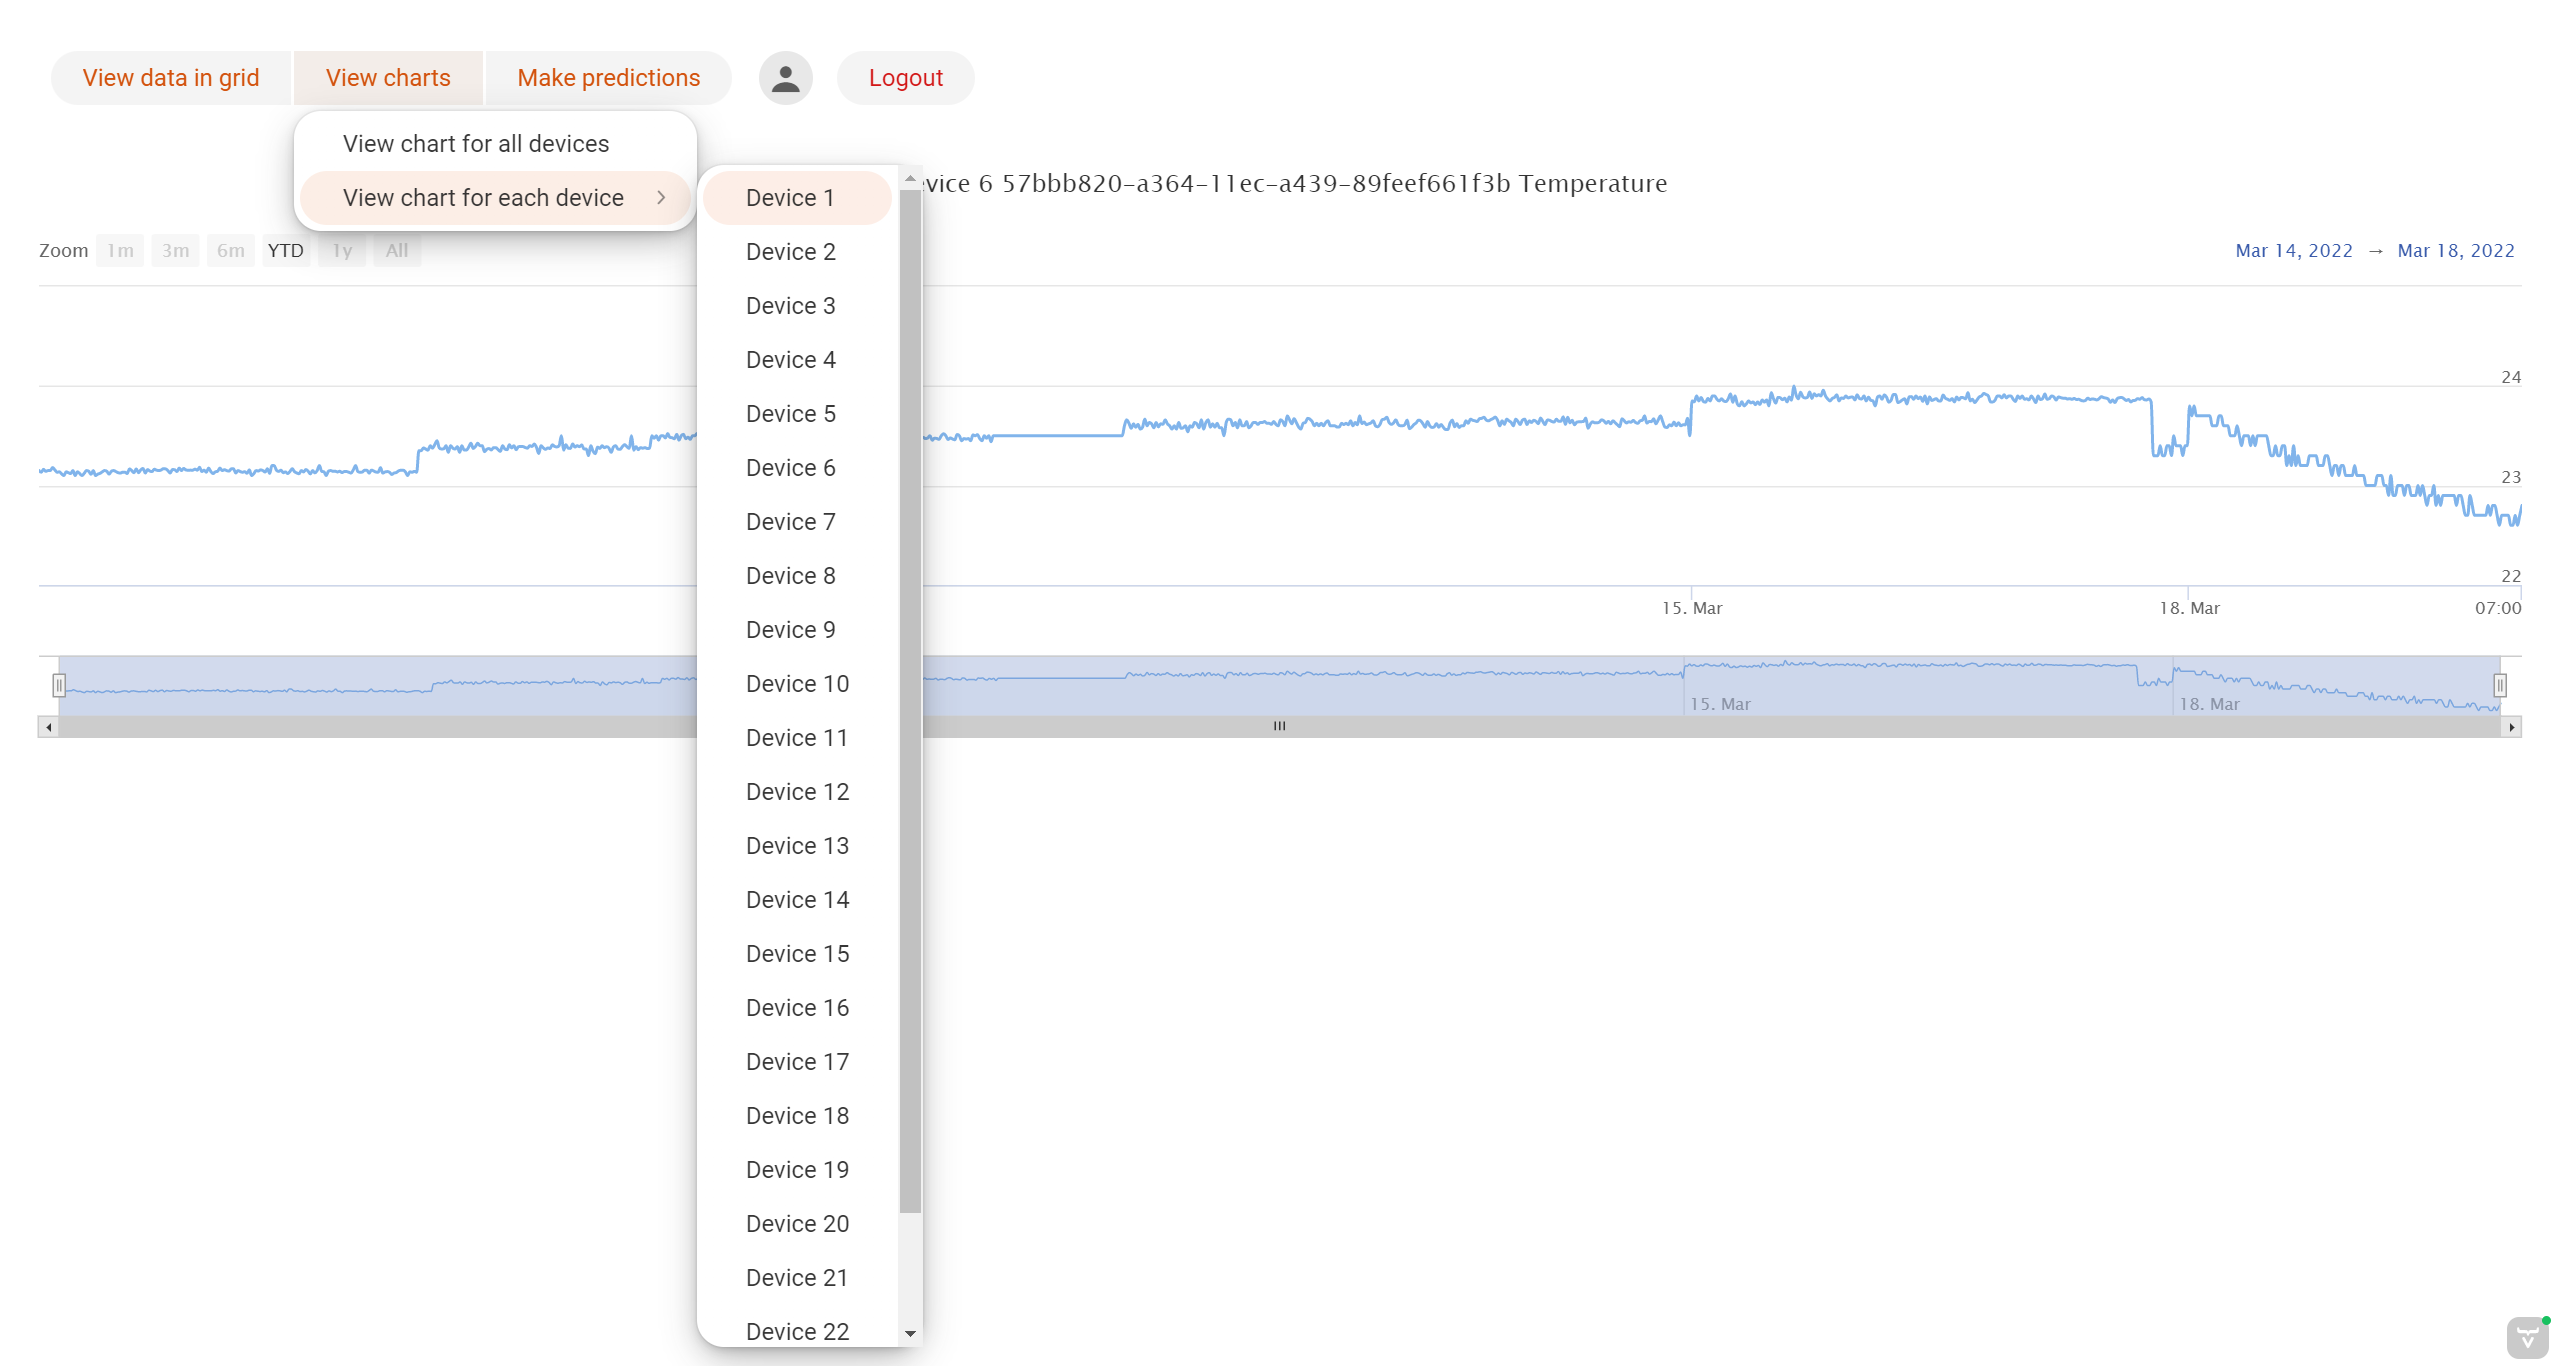 View data in grid View charts Make predictions Logout
View chart for all devices
View chart for each device
vice 6 57bbb820-a364-11ec-a439-89feef661f3b Temperature
Zoom 1m 3m 6m YTD 1y All
Mar 14, 2022 → Mar 18, 2022
Device 1
Device 2
Device 3
Device 4
Device 5
Device 6
Device 7
Device 8
Device 9
Device 10
Device 11
Device 12
Device 13
Device 14
Device 15
Device 16
Device 17
Device 18
Device 19
Device 20
Device 21
Device 22
24
23
22
15. Mar 18. Mar 07:00
15. Mar 18. Mar